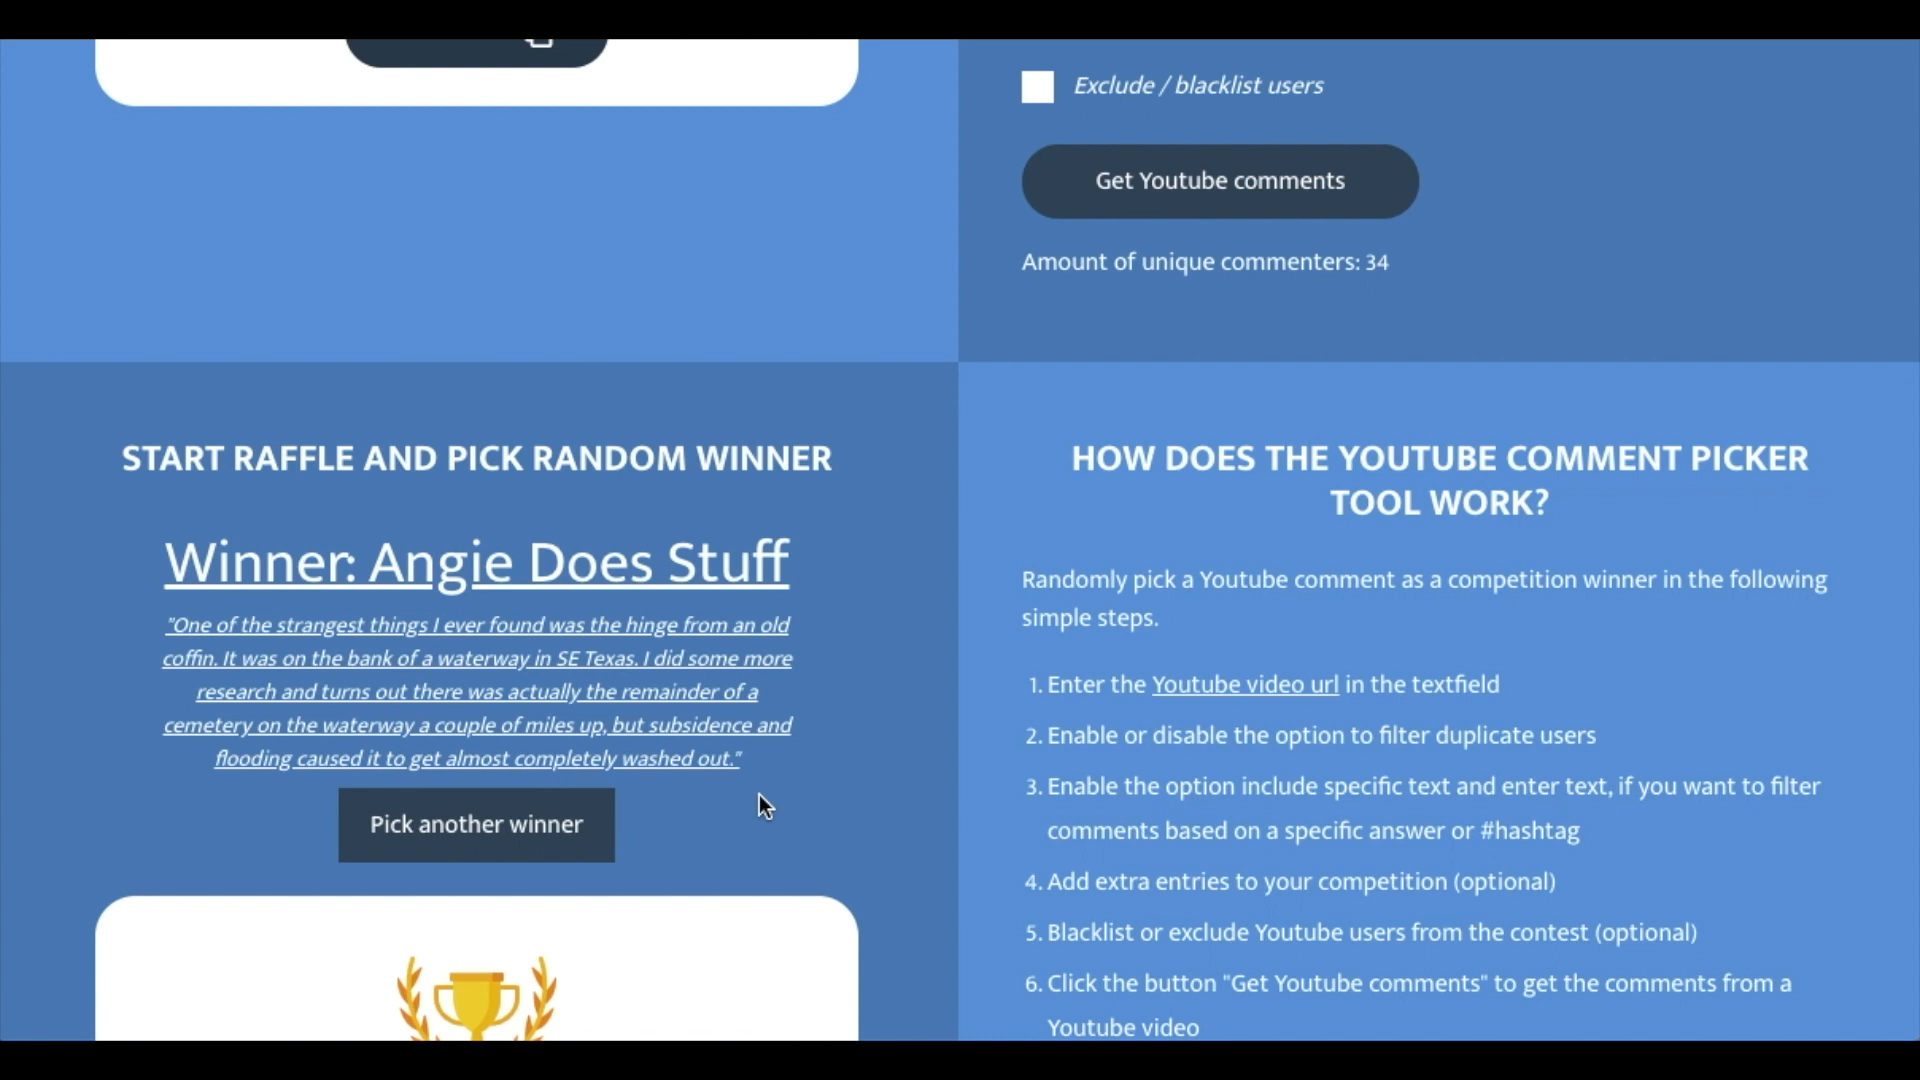 Exclude / blacklist users
Get Youtube comments
Amount of unique commenters: 34
START RAFFLE AND PICK RANDOM WINNER
Winner: Angie Does Stuff
"One of the strangest things I ever found was the hinge from an old
coffin. It was on the bank of a waterway in SE Texas. I did some more
research and turns out there was actually the remainder of a
cemetery on the waterway a couple of miles up, but subsidence and
flooding caused it to get almost completely washed out."
Pick another winner
HOW DOES THE YOUTUBE COMMENT PICKER
TOOL WORK?
Randomly pick a Youtube comment as a competition winner in the following
simple steps.
1. Enter the Youtube video url in the textfield
2. Enable or disable the option to filter duplicate users
3. Enable the option include specific text and enter text, if you want to filter
comments based on a specific answer or #hashtag
4. Add extra entries to your competition (optional)
5. Blacklist or exclude Youtube users from the contest (optional)
6. Click the button "Get Youtube comments" to get the comments from a
Youtube video